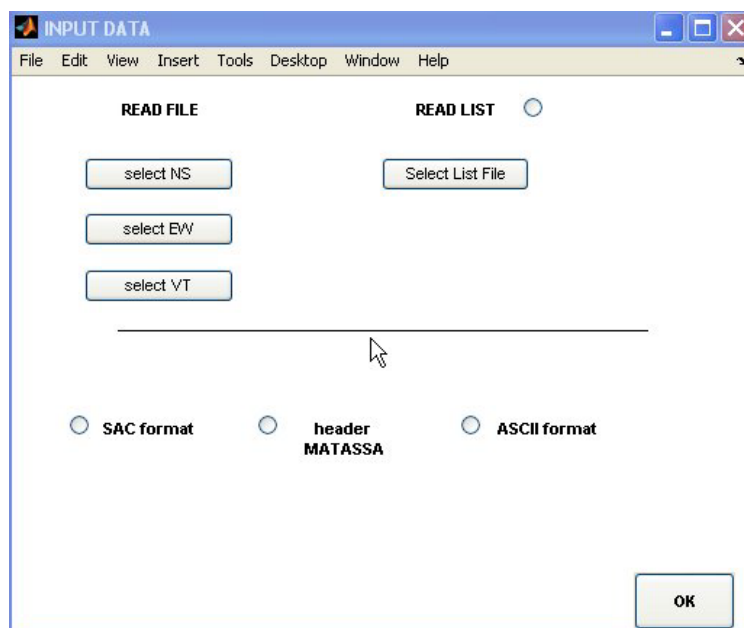 INPUT DATA
File Edit View Insert Tools Desktop Window Help
READ FILE READ LIST
select NS Select List File
select EW
select VT
SAC format header ASCII format
MATASSA
OK